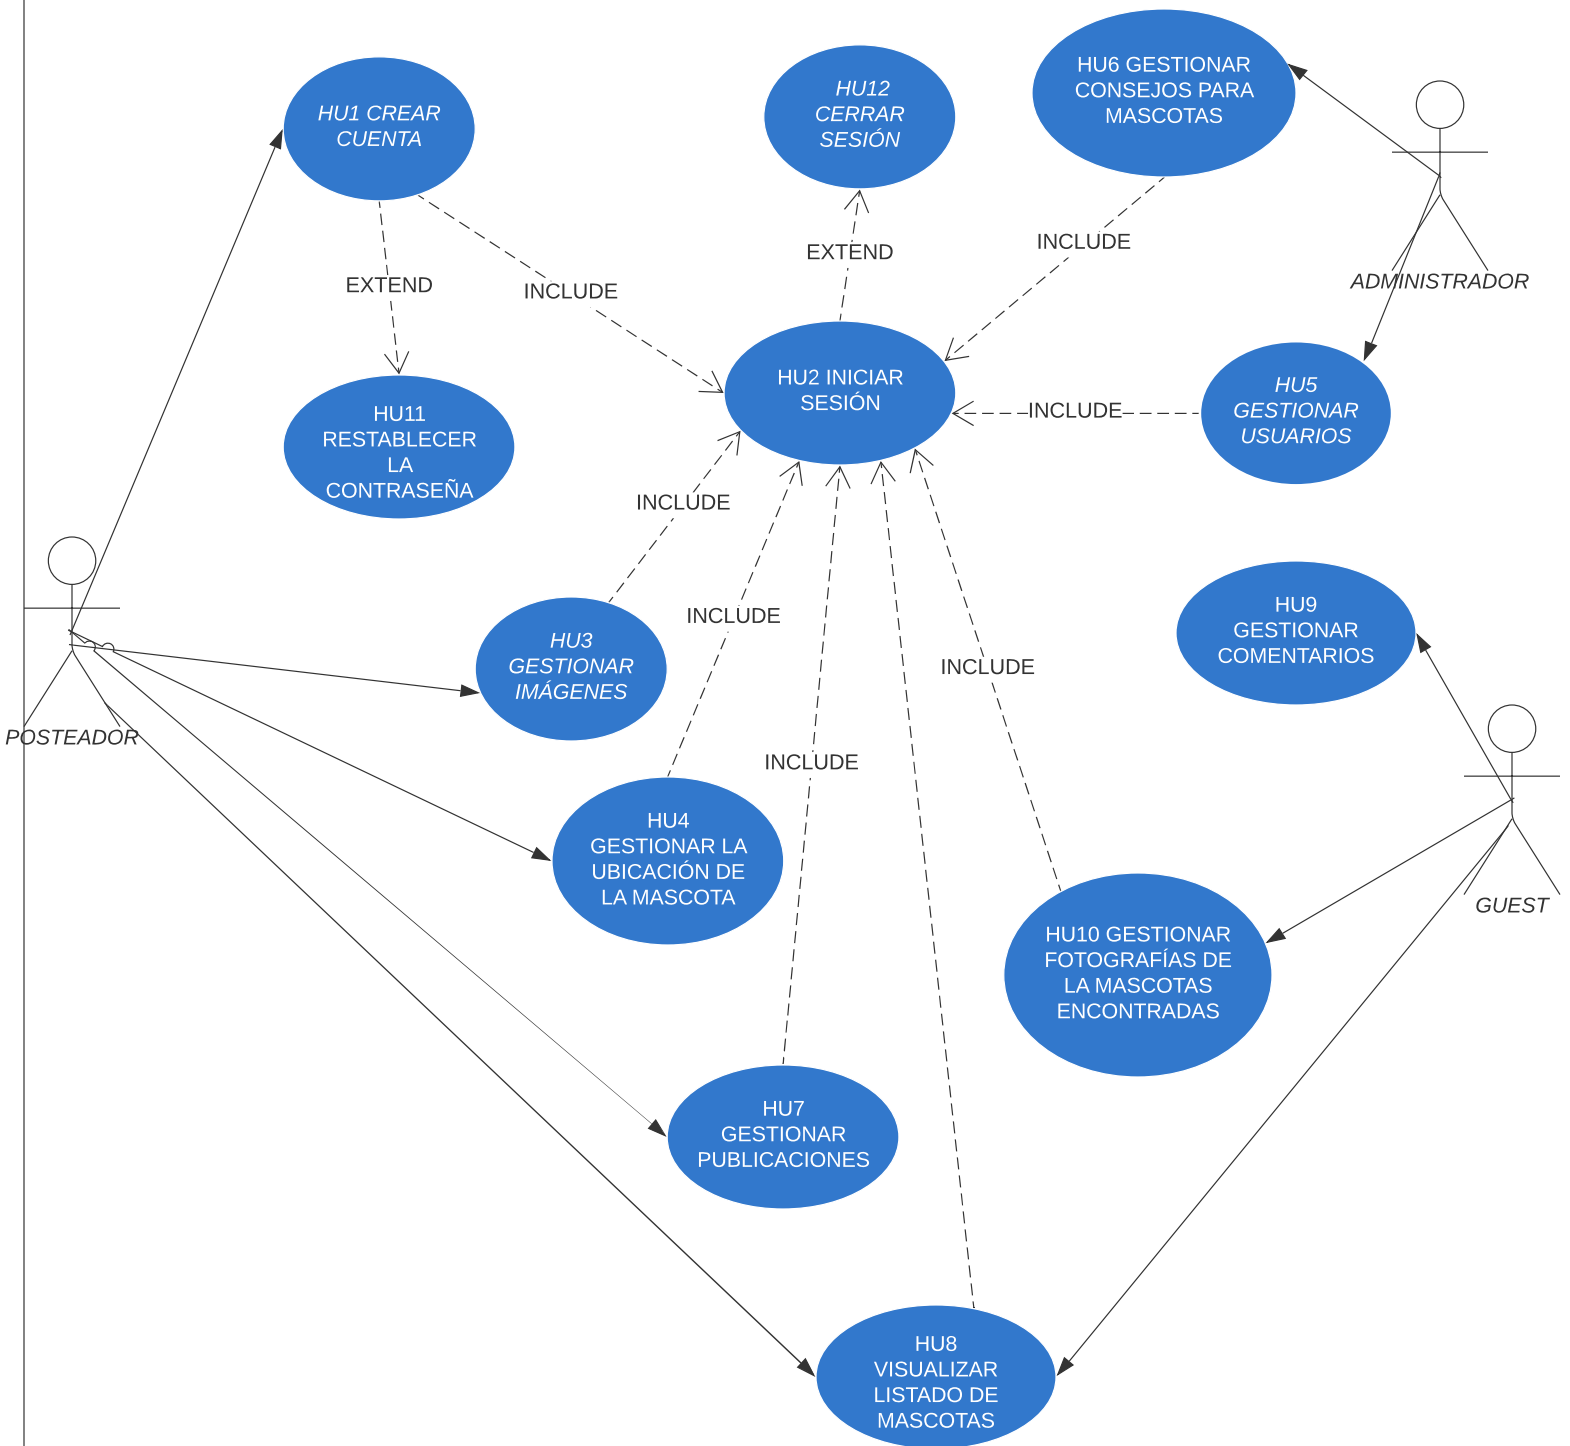 HU6 GESTIONAR
CONSEJOS PARA
MASCOTAS
HU12
CERRAR
SESIÓN
HU1 CREAR
CUENTA
INCLUDE
EXTEND
ADMINISTRADOR
EXTEND
INCLUDE
HU2 INICIAR
SESIÓN
HU5
GESTIONAR
USUARIOS
INCLUDE
HU11
RESTABLECER
LA
CONTRASEÑA
INCLUDE
HU9
GESTIONAR
COMENTARIOS
INCLUDE
HU3
GESTIONAR
IMÁGENES
INCLUDE
POSTEADOR
INCLUDE
HU4
GESTIONAR LA
UBICACIÓN DE
LA MASCOTA
GUEST
HU10 GESTIONAR
FOTOGRAFÍAS DE
LA MASCOTAS
ENCONTRADAS
HU7
GESTIONAR
PUBLICACIONES
HU8
VISUALIZAR
LISTADO DE
MASCOTAS